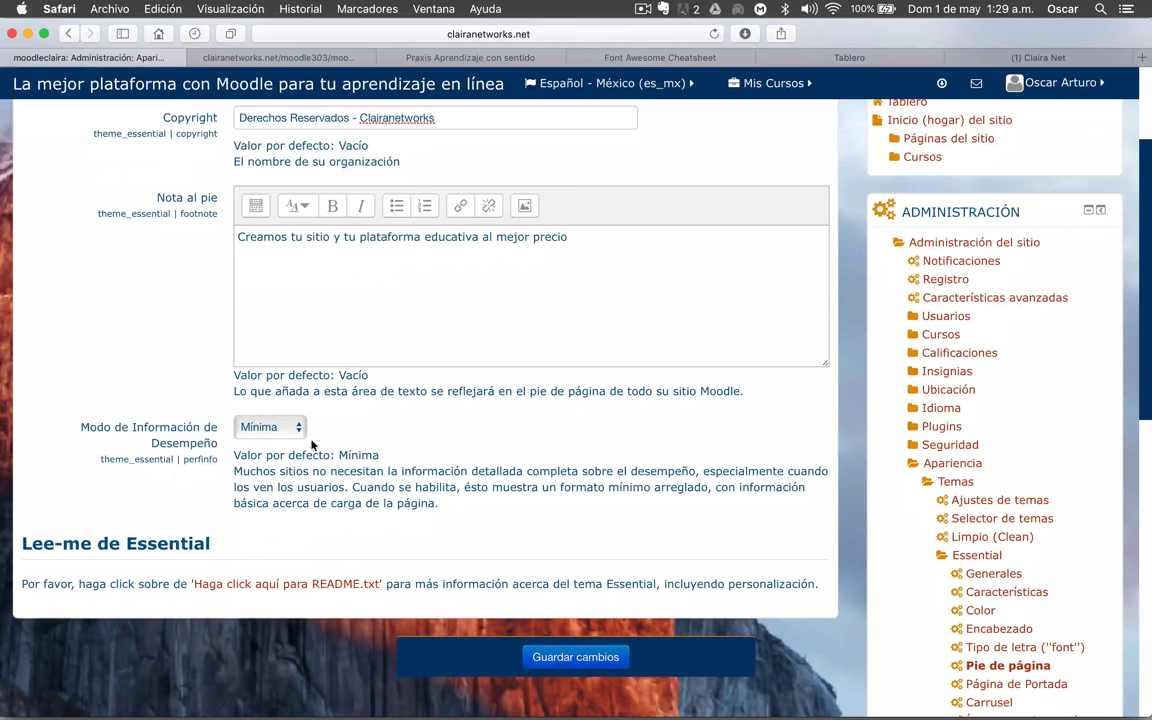 Safari Archivo Edición Visualización Historial Marcadores Ventana Ayuda 2 100% Dom 1 de may 1:29 a.m. Oscar
clairanetworks.net
moodleclaira: Administración: Apari... clairanetworks.net/moodle303/moo... Praxis Aprendizaje con sentido Font Awesome Cheatsheet Tablero (1) Claira Net
La mejor plataforma con Moodle para tu aprendizaje en línea Español - México (es_mx) Mis Cursos Oscar Arturo
Copyright
theme_essential | copyright
Derechos Reservados - Clairanetworks
Valor por defecto: Vacío
El nombre de su organización
Nota al pie
theme_essential | footnote
Creamos tu sitio y tu plataforma educativa al mejor precio
Valor por defecto: Vacío
Lo que añada a esta área de texto se reflejará en el pie de página de todo su sitio Moodle.
Modo de Información de
Desempeño
theme_essential | perfinfo
Mínima
Valor por defecto: Mínima
Muchos sitios no necesitan la información detallada completa sobre el desempeño, especialmente cuando
los ven los usuarios. Cuando se habilita, ésto muestra un formato mínimo arreglado, con información
básica acerca de carga de la página.
Lee-me de Essential
Por favor, haga click sobre de 'Haga click aquí para README.txt' para más información acerca del tema Essential, incluyendo personalización.
Guardar cambios
Tablero
Inicio (hogar) del sitio
Páginas del sitio
Cursos
ADMINISTRACIÓN
Administración del sitio
Notificaciones
Registro
Características avanzadas
Usuarios
Cursos
Calificaciones
Insignias
Ubicación
Idioma
Plugins
Seguridad
Apariencia
Temas
Ajustes de temas
Selector de temas
Limpio (Clean)
Essential
Generales
Características
Color
Encabezado
Tipo de letra ("font")
Pie de página
Página de Portada
Carrusel